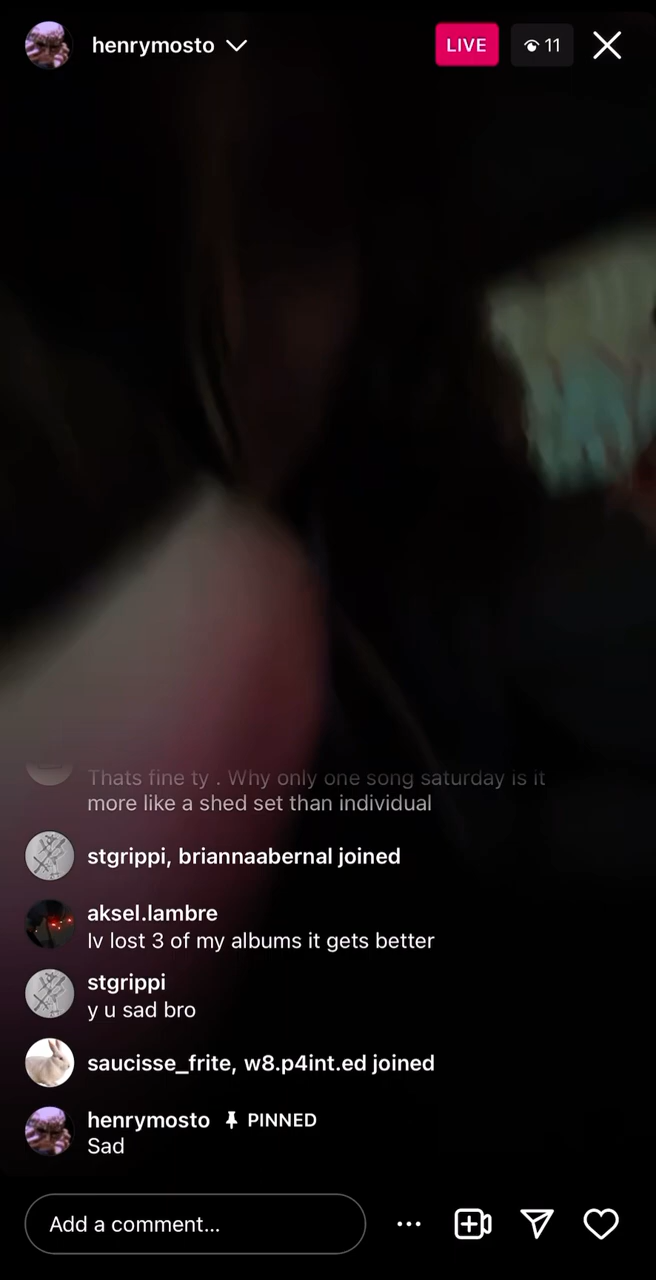 henrymosto
LIVE
11
Thats fine ty . Why only one song saturday is it
more like a shed set than individual
stgrippi, briannaabernal joined
aksel.lambre
Iv lost 3 of my albums it gets better
stgrippi
y u sad bro
saucisse_frite, w8.p4int.ed joined
henrymosto PINNED
Sad
Add a comment...